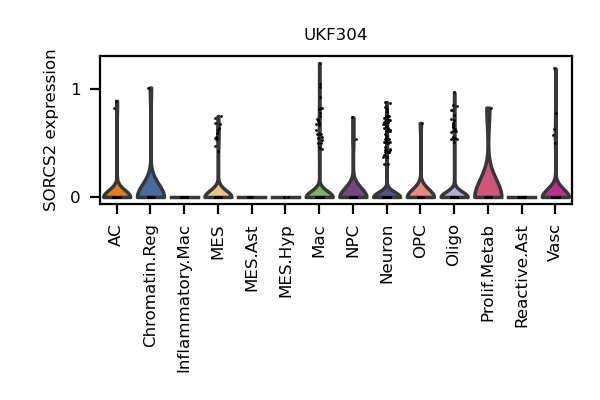 UKF304
SORCS2 expression
1
0
AC
Chromatin.Reg
Inflammatory.Mac
MES
MES.Ast
MES.Hyp
Mac
NPC
Neuron
OPC
Oligo
Prolif.Metab
Reactive.Ast
Vasc